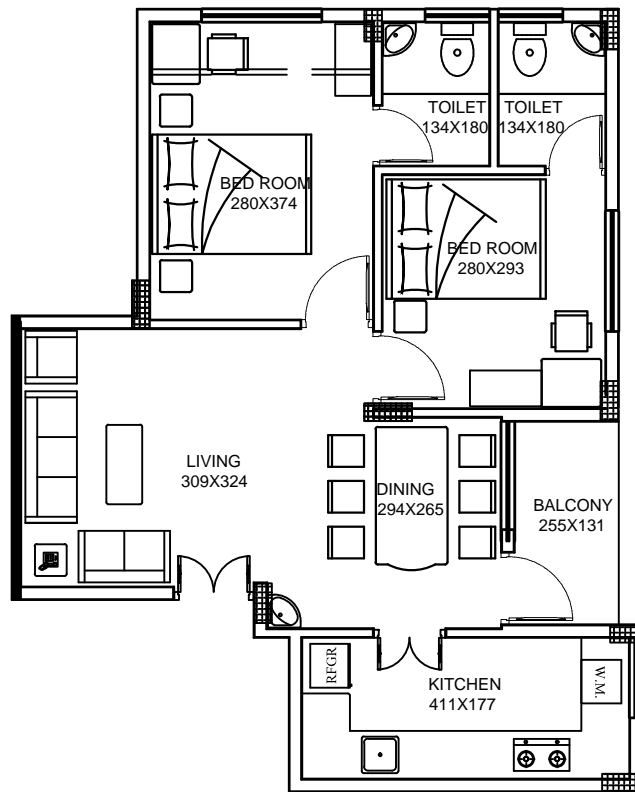 TOILET
134X180
TOILET
134X180
BED ROOM
280X374
BED ROOM
280X293
LIVING
309X324
DINING
294X265
BALCONY
255X131
RFGR
KITCHEN
411X177
W.M.